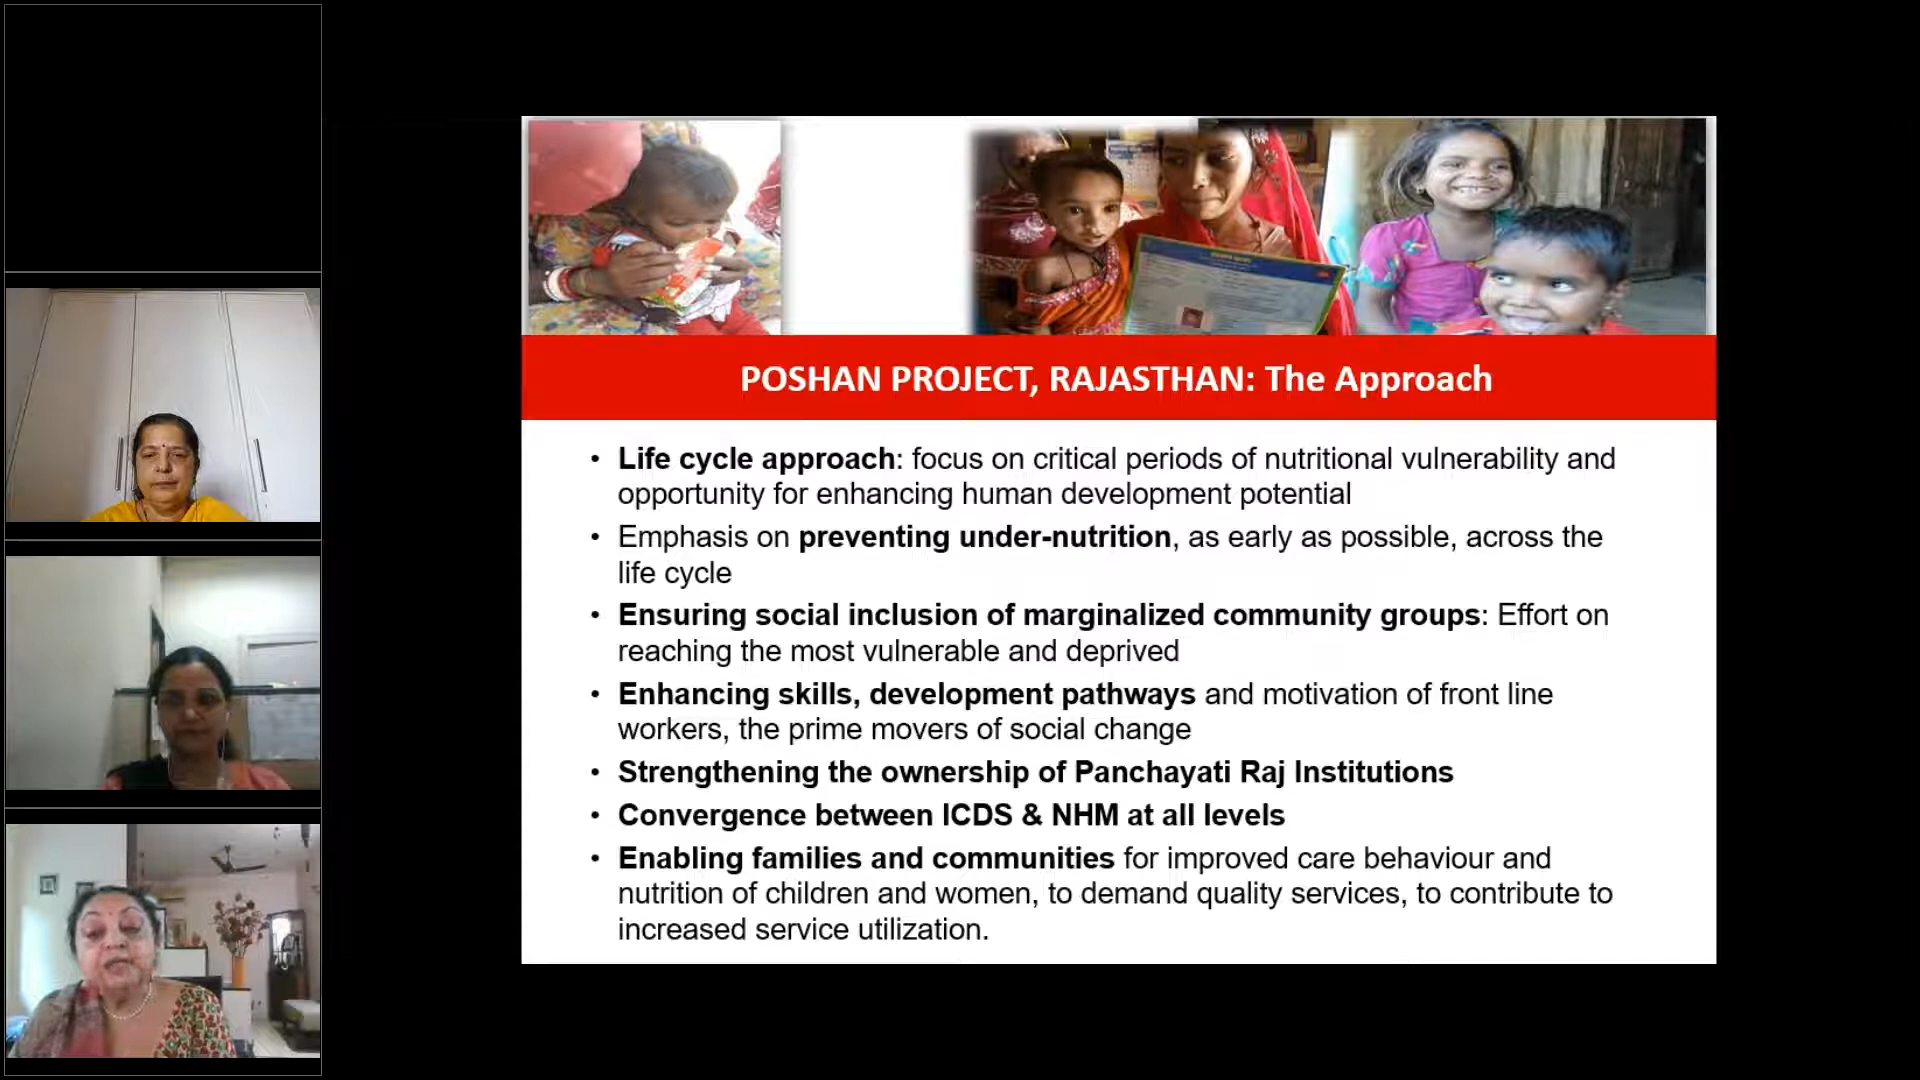 POSHAN PROJECT, RAJASTHAN: The Approach
• Life cycle approach: focus on critical periods of nutritional vulnerability and
opportunity for enhancing human development potential
• Emphasis on preventing under-nutrition, as early as possible, across the
life cycle
• Ensuring social inclusion of marginalized community groups: Effort on
reaching the most vulnerable and deprived
• Enhancing skills, development pathways and motivation of front line
workers, the prime movers of social change
• Strengthening the ownership of Panchayati Raj Institutions
• Convergence between ICDS & NHM at all levels
• Enabling families and communities for improved care behaviour and
nutrition of children and women, to demand quality services, to contribute to
increased service utilization.